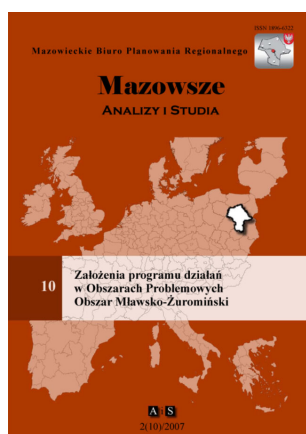 ISSN 1896-6322
Mazowieckie Biuro Planowania Regionalnego
Mazowsze
ANALIZY I STUDIA
10
Założenia programu działań
w Obszarach Problemowych
Obszar Mławsko-Żuromiński
A i S
2(10)/2007